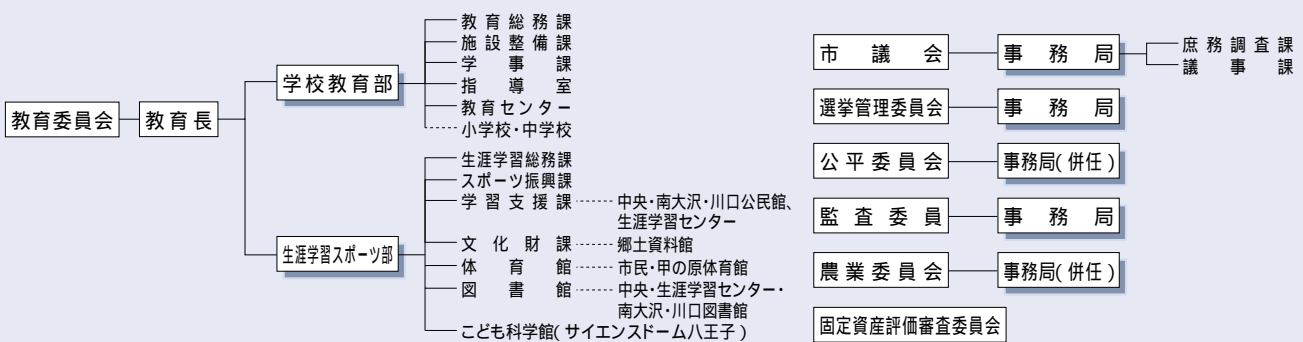 教育委員会
教育長
学校教育部
教育総務課
施設整備課
学事課
指導室
教育センター
小学校・中学校
生涯学習スポーツ部
生涯学習総務課
スポーツ振興課
学習支援課
中央・南大沢・川口公民館、
生涯学習センター
文化財課
郷土資料館
体育館
市民・甲の原体育館
図書館
中央・生涯学習センター・
南大沢・川口図書館
こども科学館(サイエンスドーム八王子)
市議会
事務局
庶務調査課
議事課
選挙管理委員会
事務局
公平委員会
事務局(併任)
監査委員
事務局
農業委員会
事務局(併任)
固定資産評価審査委員会